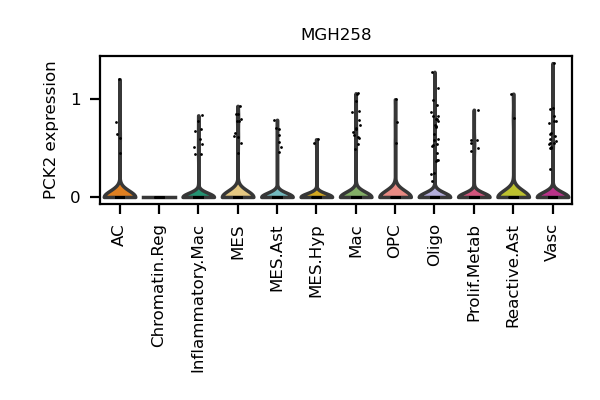 MGH258
PCK2 expression
1
0
AC
Chromatin.Reg
Inflammatory.Mac
MES
MES.Ast
MES.Hyp
Mac
OPC
Oligo
Prolif.Metab
Reactive.Ast
Vasc